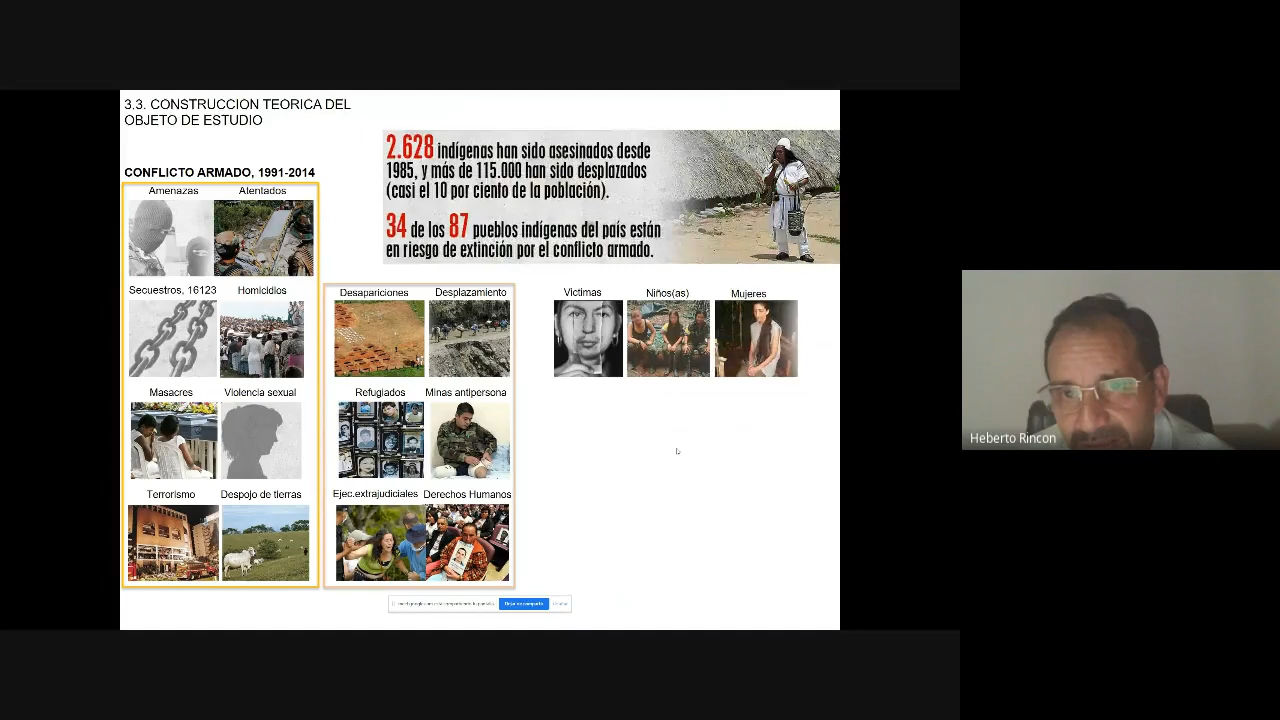 3.3. CONSTRUCCION TEORICA DEL
OBJETO DE ESTUDIO
2.628 indígenas han sido asesinados desde
1985, y más de 115.000 han sido desplazados
(casi el 10 por ciento de la población).
34 de los 87 pueblos indígenas del país están
en riesgo de extinción por el conflicto armado.
CONFLICTO ARMADO, 1991-2014
Amenazas Atentados
Secuestros, 16123 Homicidios
Masacres Violencia sexual
Terrorismo Despojo de tierras
Desapariciones Desplazamiento
Refugiados Minas antipersona
Ejec.extrajudiciales Derechos Humanos
Victimas Niños(as) Mujeres
Dejar de compartir
Heberto Rincon